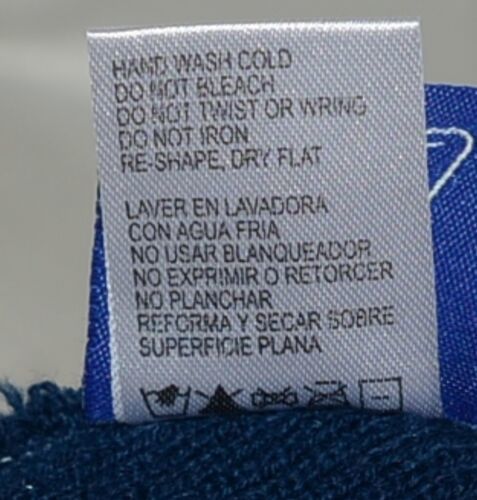 HAND WASH COLD
DO NOT BLEACH
DO NOT TWIST OR WRING
DO NOT IRON
RE-SHAPE, DRY FLAT
LAVER EN LAVADORA
CON AGUA FRIA
NO USAR BLANQUEADOR
NO EXPRIMIR O RETORCER
NO PLANCHAR
REFORMA Y SECAR SOBRE
SUPERFICIE PLANA